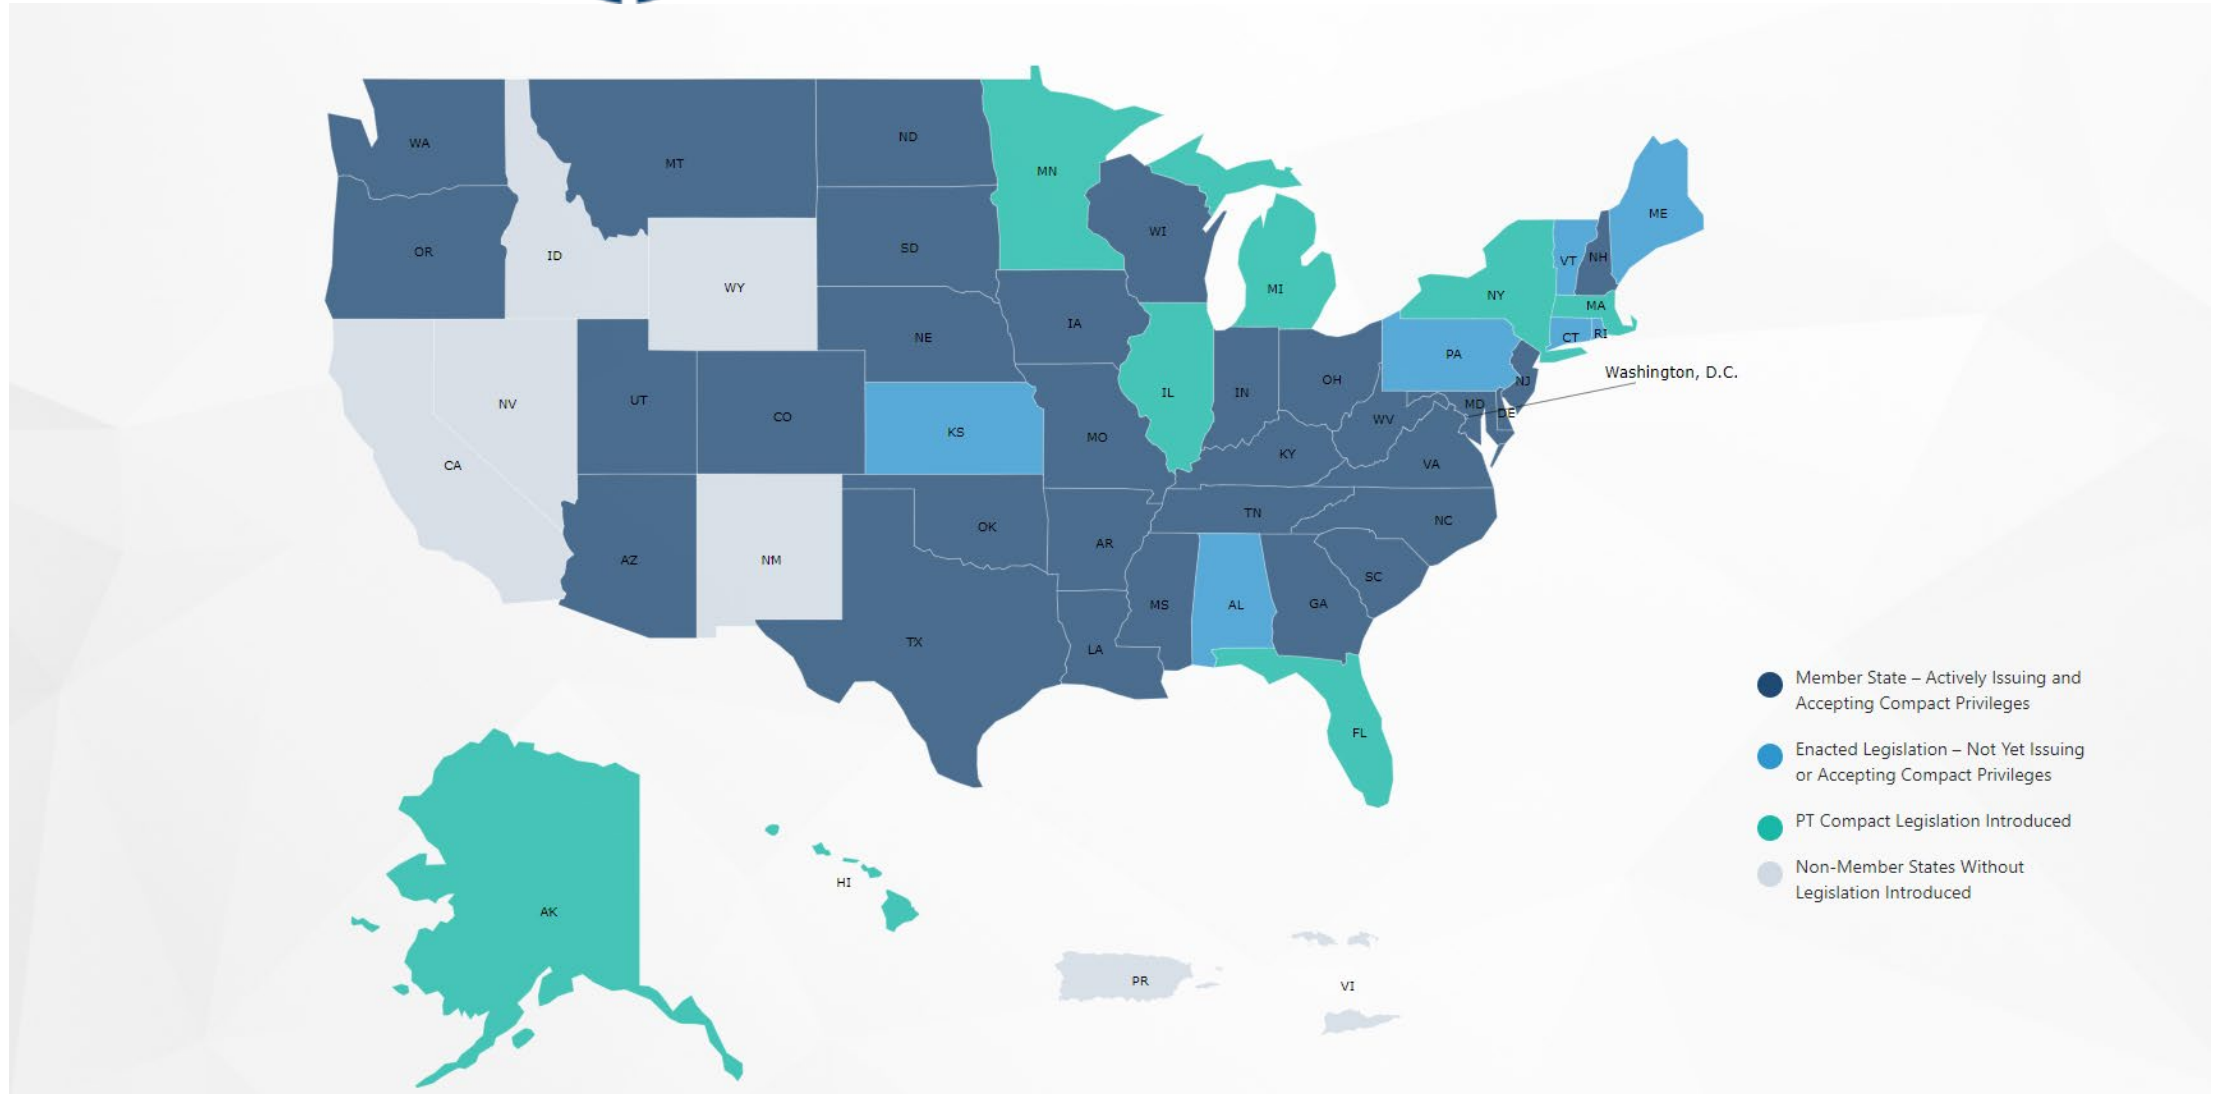 WA
MT
ND
MN
OR
ID
WY
SD
WI
MI
NY
VT
NH
ME
MA
CT
RI
NV
CA
UT
CO
NE
IA
KS
MO
IL
IN
OH
PA
NJ
Washington, D.C.
MD
DE
WV
KY
VA
AZ
NM
OK
AR
TN
NC
SC
TX
LA
MS
AL
GA
FL
AK
HI
PR
VI
Member State – Actively Issuing and
Accepting Compact Privileges
Enacted Legislation – Not Yet Issuing
or Accepting Compact Privileges
PT Compact Legislation Introduced
Non-Member States Without
Legislation Introduced